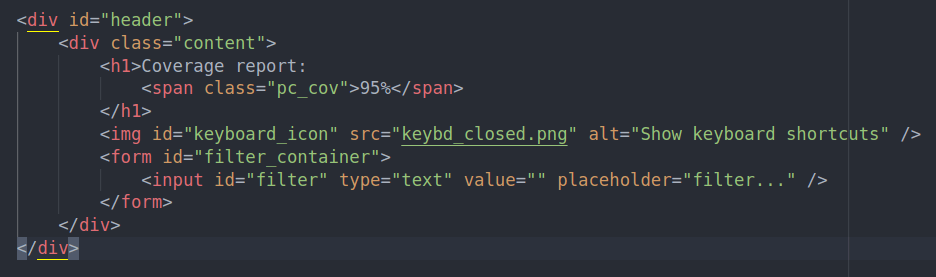 <div id="header">
    <div class="content">
        <h1>Coverage report:
            <span class="pc_cov">95%</span>
        </h1>
        <img id="keyboard_icon" src="keybd_closed.png" alt="Show keyboard shortcuts" />
        <form id="filter_container">
            <input id="filter" type="text" value="" placeholder="filter..." />
        </form>
    </div>
</div>